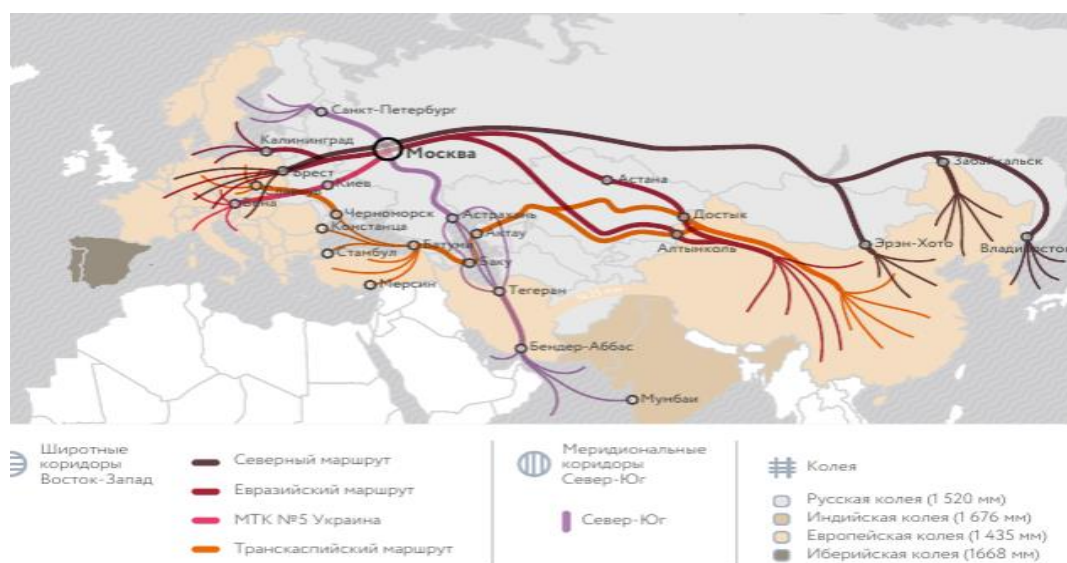 Санкт-Петербург
Калининград
Москва
Брест
Киев
Вена
Астана
Забайкальск
Черноморск
Констанца
Астрахань
Достык
Актау
Алтынколь
Эрэн-Хото
Владивосток
Стамбул
Батуми
Баку
Мерсин
Тегеран
Бендер-Аббас
Мумбаи
Широтные
коридоры
Восток-Запад
Северный маршрут
Евразийский маршрут
МТК №5 Украина
Транскаспийский маршрут
Меридиональные
коридоры
Север-Юг
Север-Юг
Колея
Русская колея (1 520 мм)
Индийская колея (1 676 мм)
Европейская колея (1 435 мм)
Иберийская колея (1668 мм)